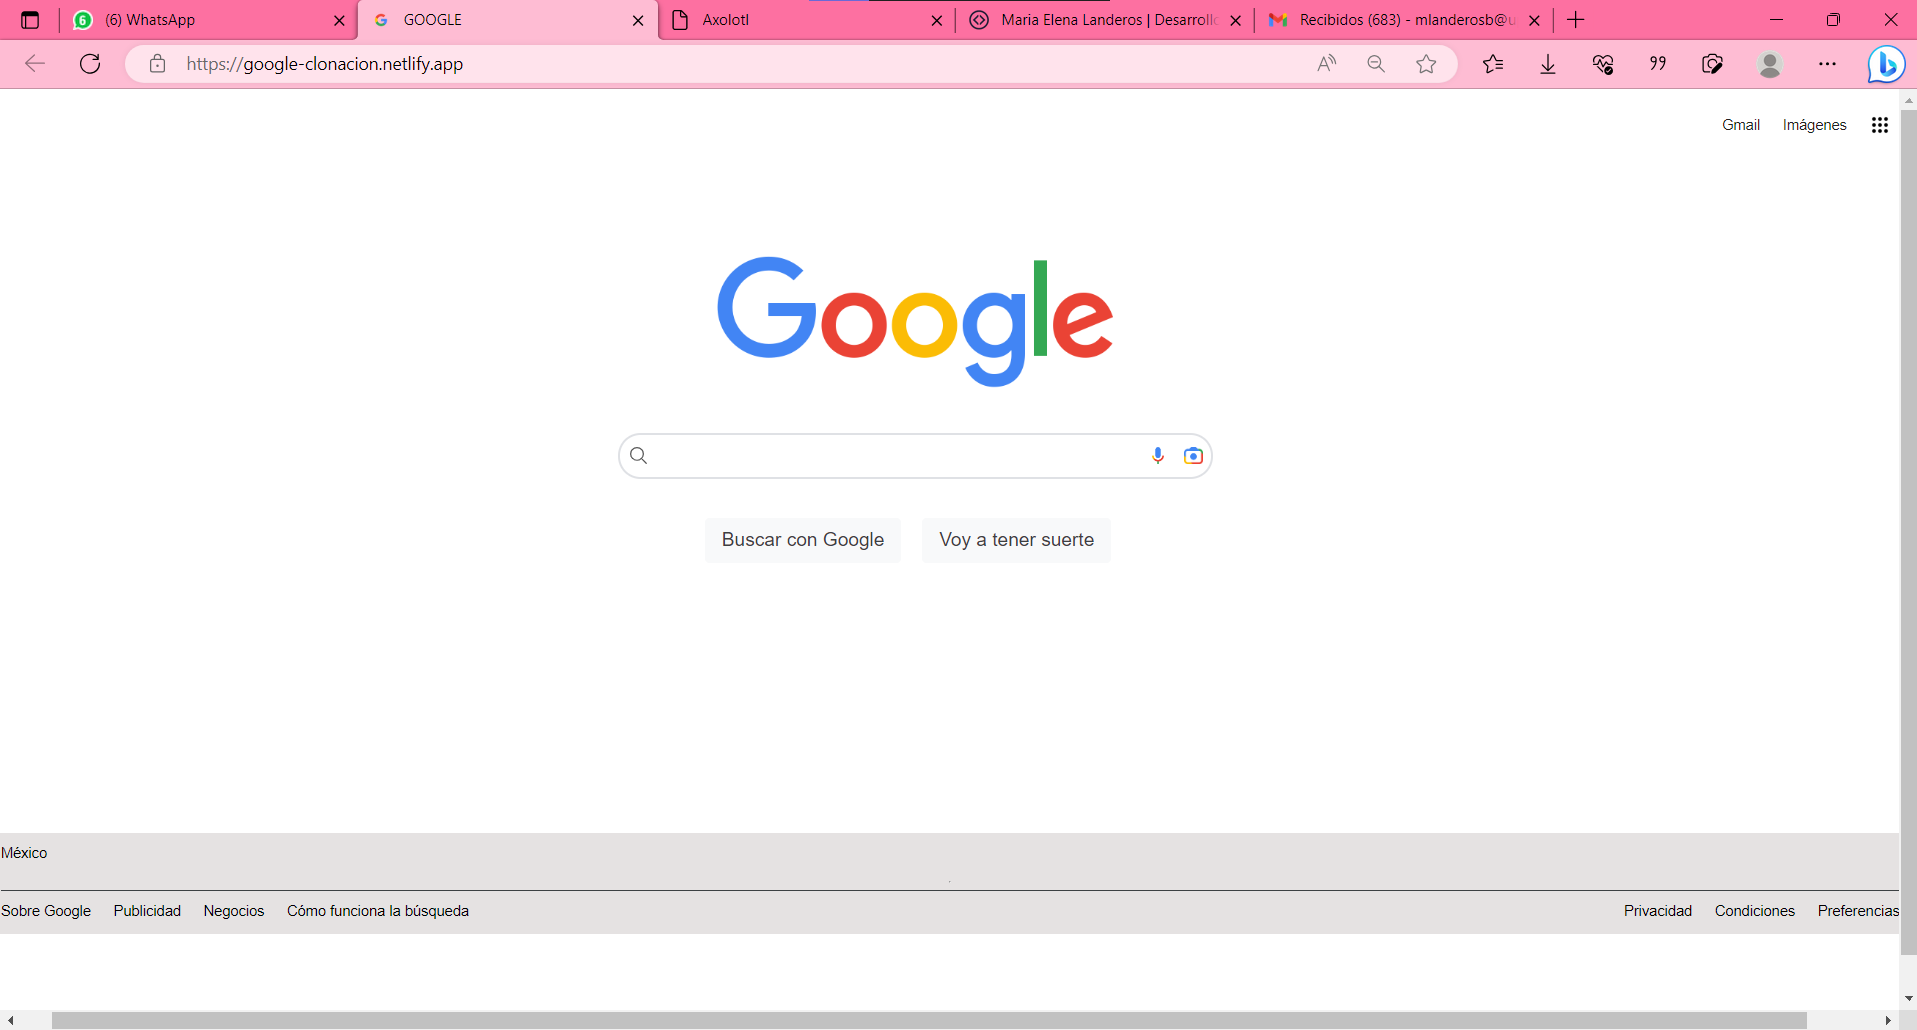 (6) WhatsApp
GOOGLE
Axolotl
Maria Elena Landeros | Desarrollo
Recibidos (683) - mlanderosb@u
https://google-clonacion.netlify.app
Gmail Imágenes
Google
Buscar con Google Voy a tener suerte
México
Sobre Google Publicidad Negocios Cómo funciona la búsqueda Privacidad Condiciones Preferencias